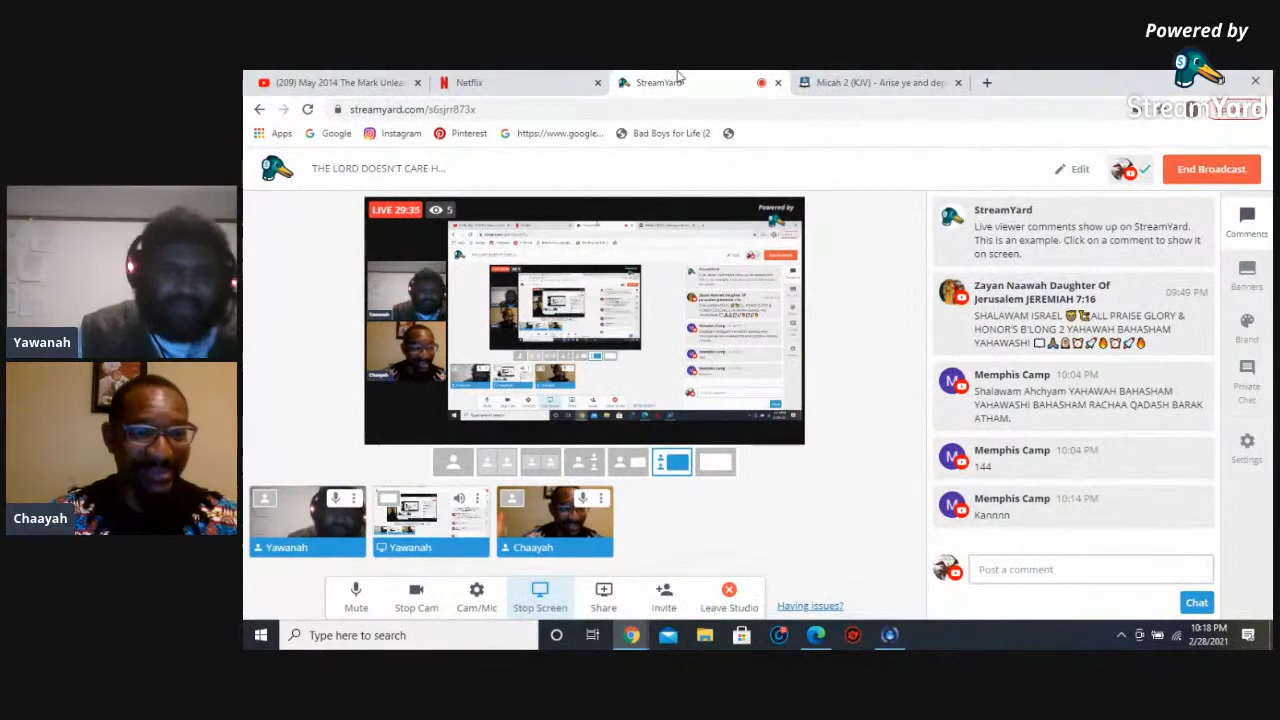 Powered by
StreamYard
(209) May 2014 The Mark Unlea
Netflix
StreamYard
Micah 2 (KJV) - Arise ye and dep
streamyard.com/s6sjrr873x
Apps
Google
Instagram
Pinterest
https://www.google...
Bad Boys for Life (2
THE LORD DOESN'T CARE H...
Edit
End Broadcast
LIVE 29:35
5
Powered by
Yawanah
Chaayah
StreamYard
Live viewer comments show up on StreamYard.
This is an example. Click on a comment to show it
on screen.
Zayan Naawah Daughter Of
Jerusalem JEREMIAH 7:16
09:49 PM
SHALAWAM ISRAEL 🦁 ALL PRAISE GLORY &
HONOR'S B'LONG 2 YAHAWAH BAHASHAM
YAHAWASHI
Memphis Camp 10:04 PM
Shalawam Ahchyam YAHAWAH BAHASHAM
YAHAWASHI BAHASHAM RACHAA QADASH BARAK
ATHAM.
Memphis Camp 10:04 PM
144
Memphis Camp 10:14 PM
Kannnn
Post a comment
Chat
Comments
Banners
Brand
Private
Chat
Settings
Yawanah
Yawanah
Chaayah
Yawanah
Chaayah
Mute
Stop Cam
Cam/Mic
Stop Screen
Share
Invite
Leave Studio
Having issues?
Type here to search
10:18 PM
2/28/2021